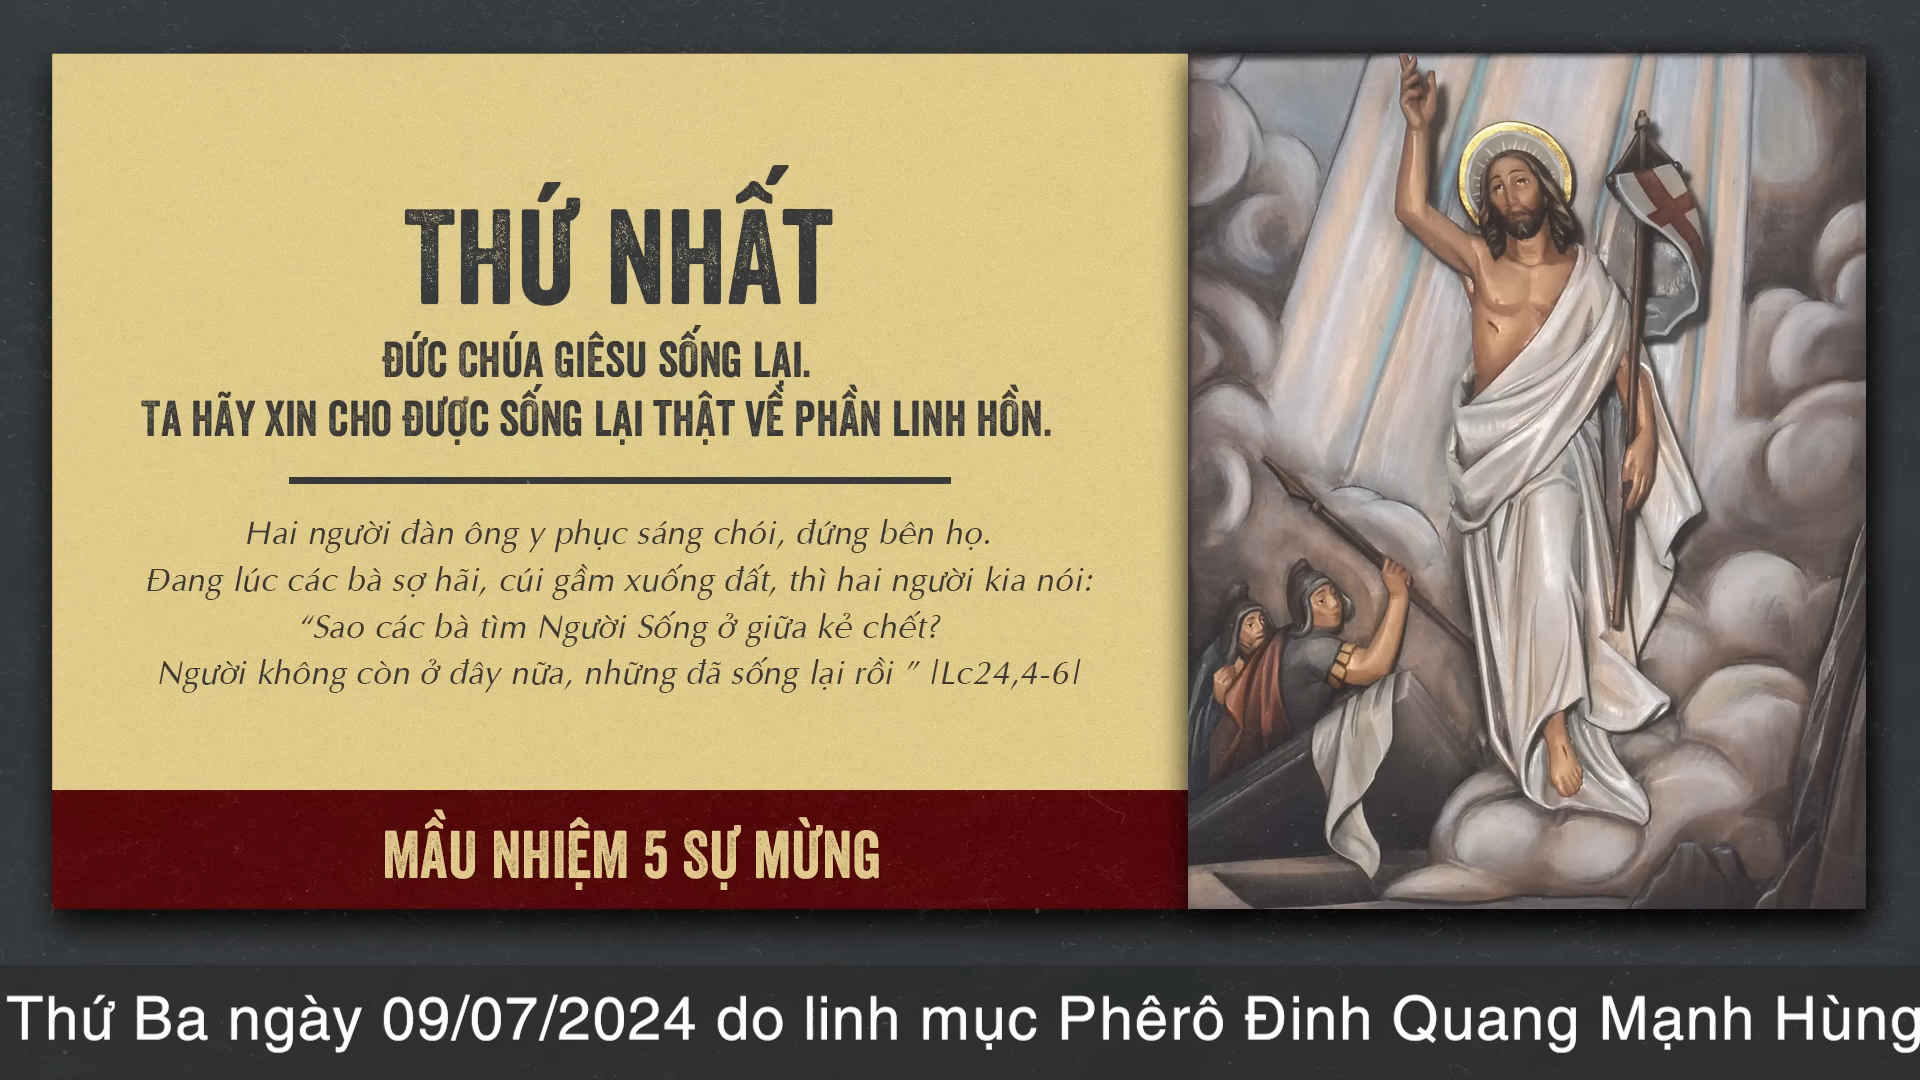 THỨ NHẤT
ĐỨC CHÚA GIÊSU SỐNG LẠI.
TA HÃY XIN CHO ĐƯỢC SỐNG LẠI THẬT VỀ PHẦN LINH HỒN.
Hai người đàn ông y phục sáng chói, đứng bên họ.
Đang lúc các bà sợ hãi, cúi gầm xuống đất, thì hai người kia nói:
“Sao các bà tìm Người Sống ở giữa kẻ chết?
Người không còn ở đây nữa, những đã sống lại rồi ” |Lc24,4-6|
MẦU NHIỆM 5 SỰ MỪNG
Thứ Ba ngày 09/07/2024 do linh mục Phêrô Đinh Quang Mạnh Hùng